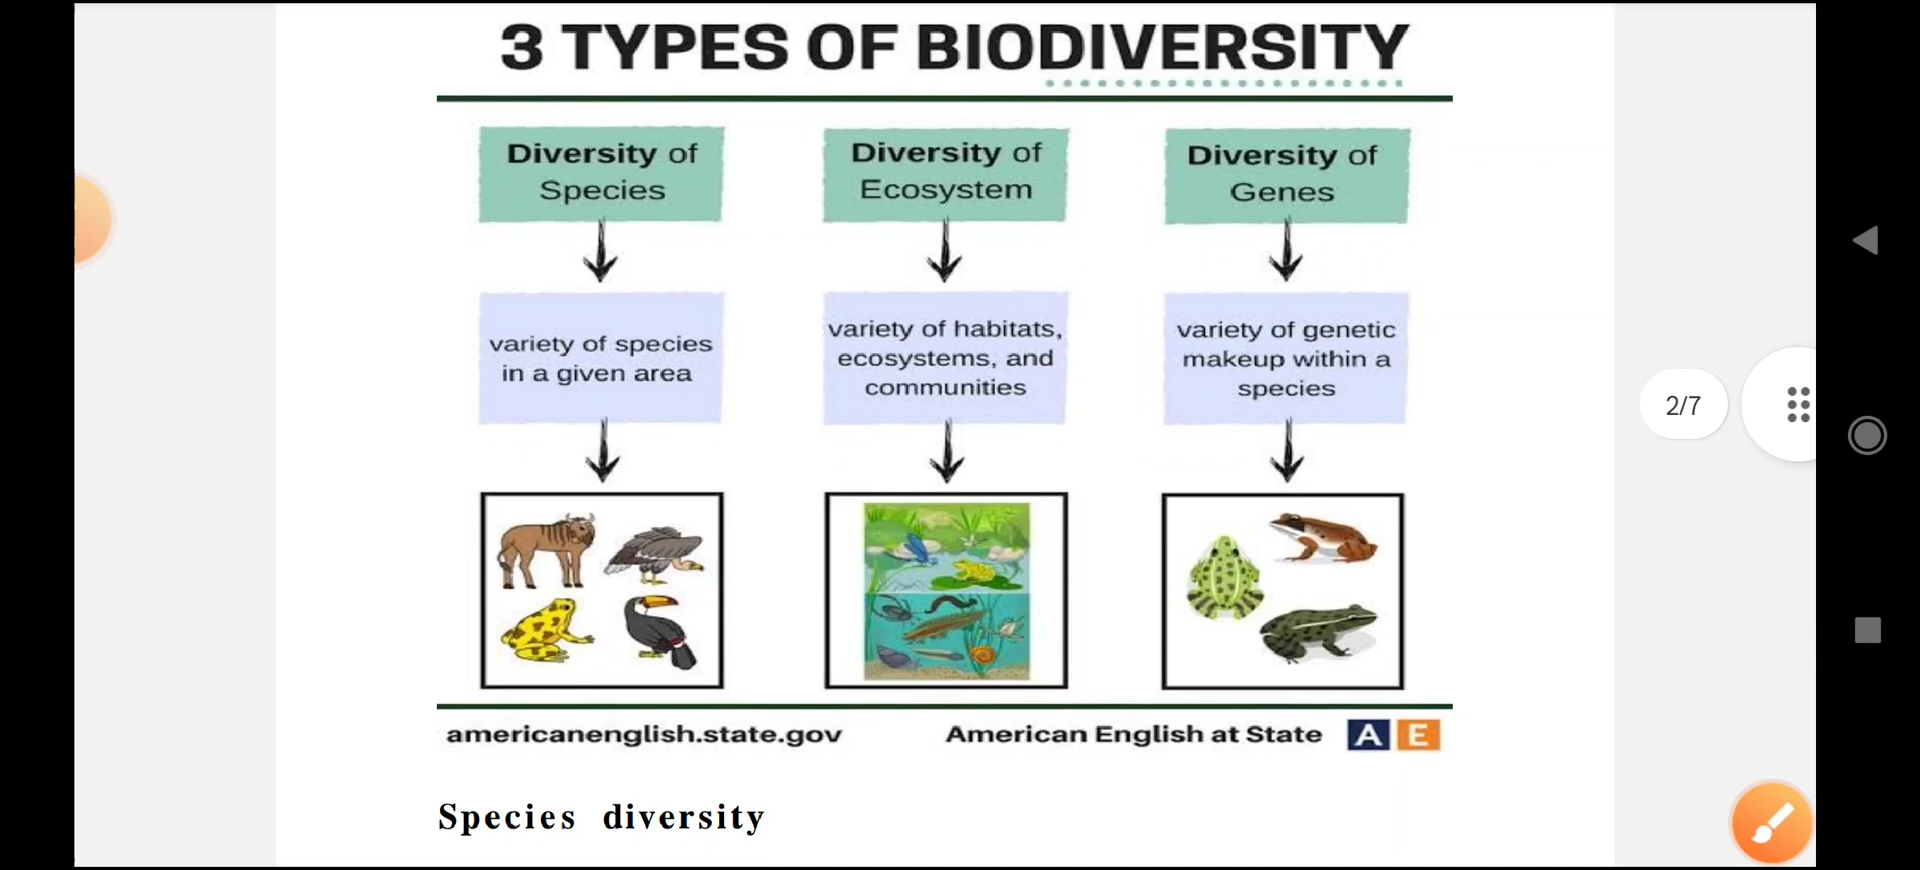 3 TYPES OF BIODIVERSITY
Diversity of
Species
Diversity of
Ecosystem
Diversity of
Genes
variety of species
in a given area
variety of habitats,
ecosystems, and
communities
variety of genetic
makeup within a
species
2/7
americanenglish.state.gov
American English at State
A E
Species diversity